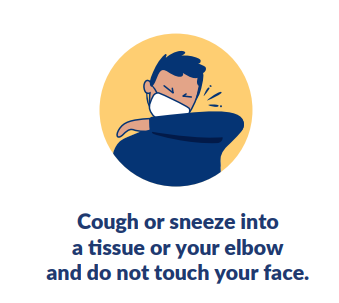 Cough or sneeze into
a tissue or your elbow
and do not touch your face.